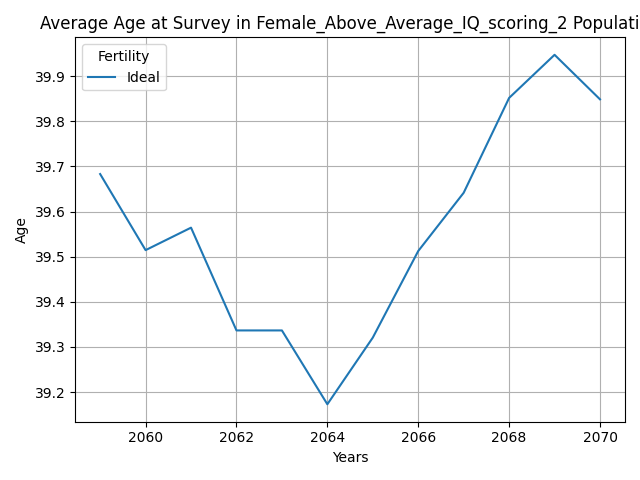 Average Age at Survey in Female_Above_Average_IQ_scoring_2 Populati
Fertility
Ideal
39.9
39.8
39.7
39.6
39.5
39.4
39.3
39.2
Age
2060 2062 2064 2066 2068 2070
Years